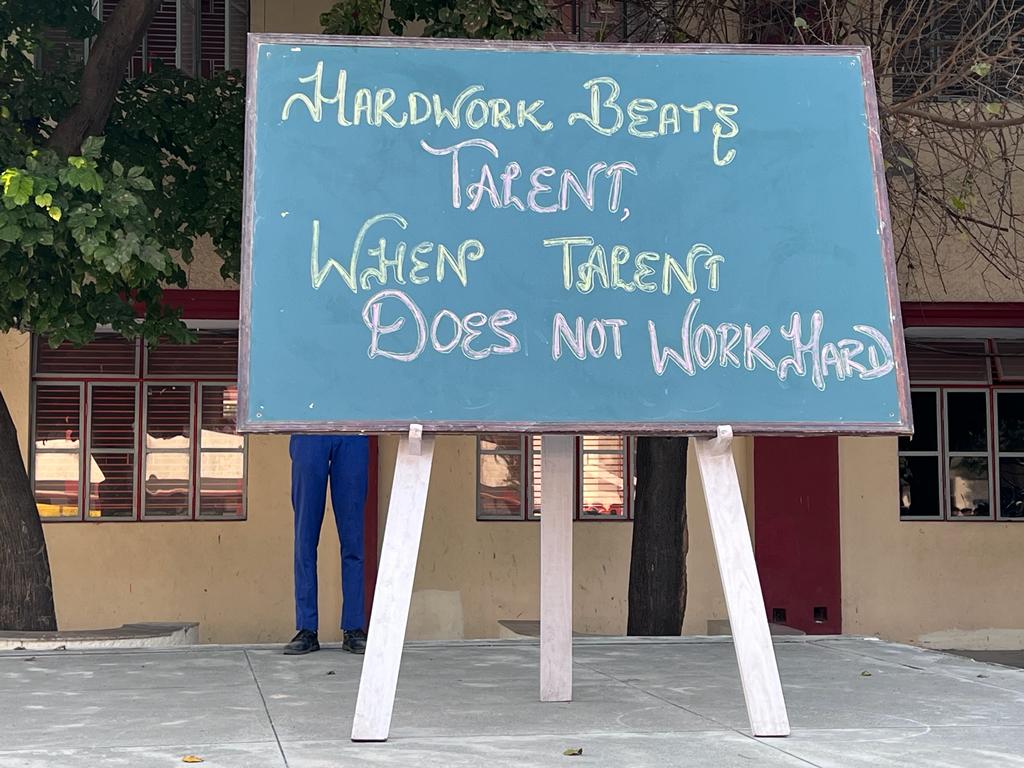 HARDWORK BEATS
TALENT,
WHEN TALENT
DOES NOT WORK HARD